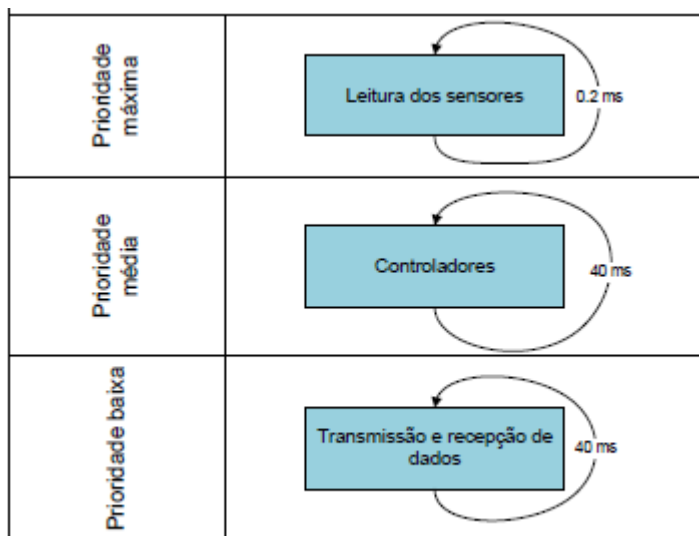 Prioridade
máxima
Leitura dos sensores
0.2 ms
Prioridade
média
Controladores
40 ms
Prioridade baixa
Transmissão e recepção de
dados
40 ms